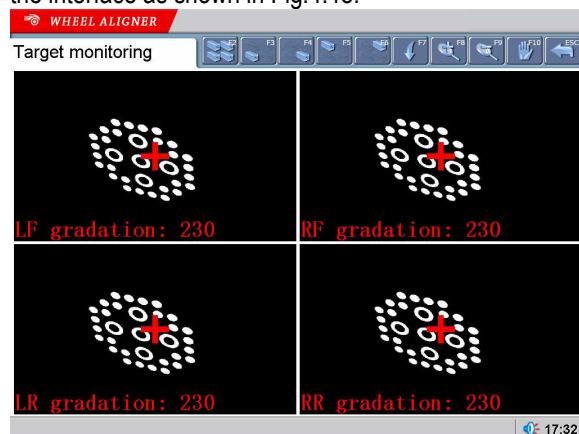 the interface as shown in Fig.4.40.
WHEEL ALIGNER
Target monitoring F2 F3 F4 F5 F6 F7 F8 F9 F10 ESC
LF gradation: 230 RF gradation: 230
LR gradation: 230 RR gradation: 230
17:32